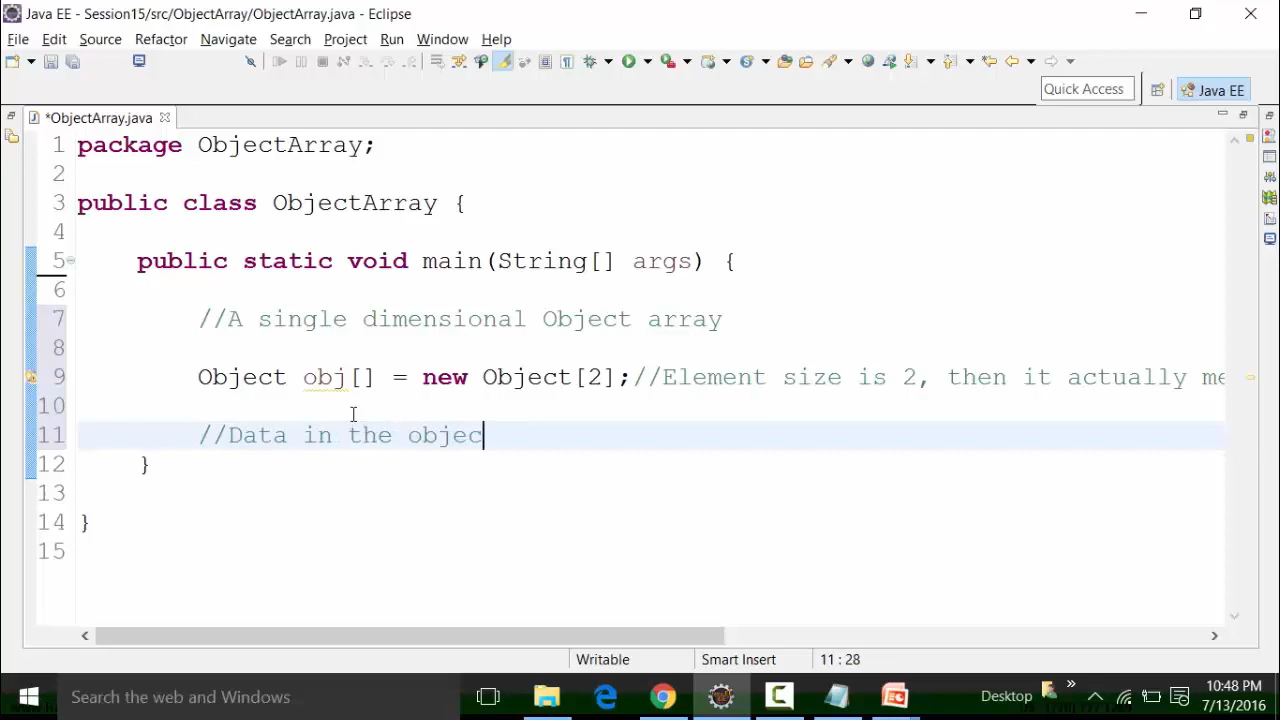 Java EE - Session15/src/ObjectArray/ObjectArray.java - Eclipse
File Edit Source Refactor Navigate Search Project Run Window Help
Quick Access Java EE
*ObjectArray.java
1 package ObjectArray;
2
3 public class ObjectArray {
4
5 public static void main(String[] args) {
6
7 //A single dimensional Object array
8
9 Object obj[] = new Object[2];//Element size is 2, then it actually me
10
11 //Data in the objec
12 }
13
14 }
15
Writable Smart Insert 11 : 28
Search the web and Windows Desktop 10:48 PM
7/13/2016